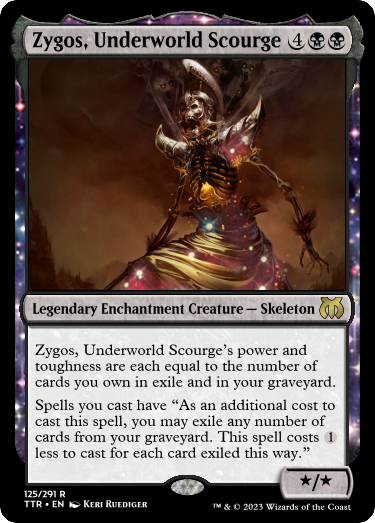 Zygos, Underworld Scourge 4
Legendary Enchantment Creature — Skeleton
Zygos, Underworld Scourge's power and
toughness are each equal to the number of
cards you own in exile and in your graveyard.
Spells you cast have “As an additional cost to
cast this spell, you may exile any number of
cards from your graveyard. This spell costs 1
less to cast for each card exiled this way.”
★/★
125/291 R
TTR • EN Keri Ruediger
™ & © 2023 Wizards of the Coast